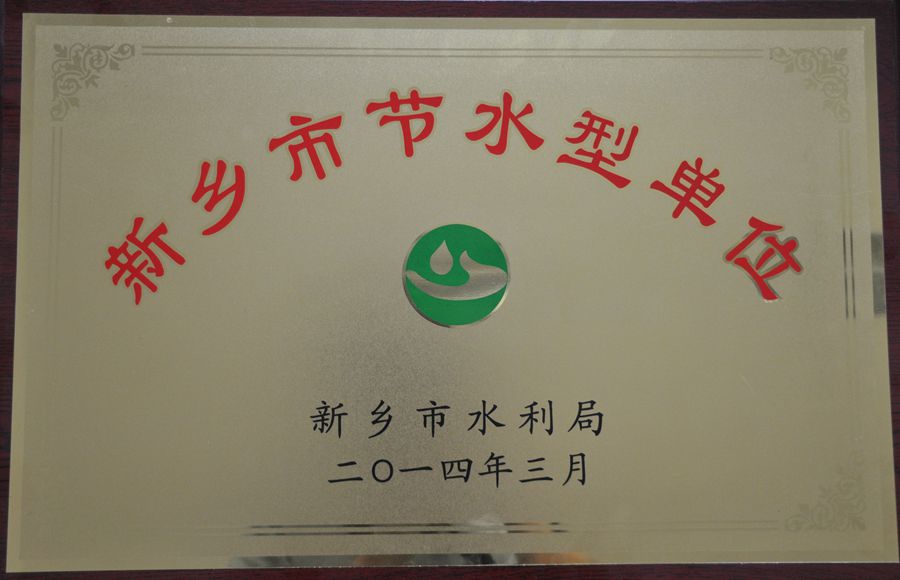 新乡市节水型单位
新乡市水利局
二〇一四年三月